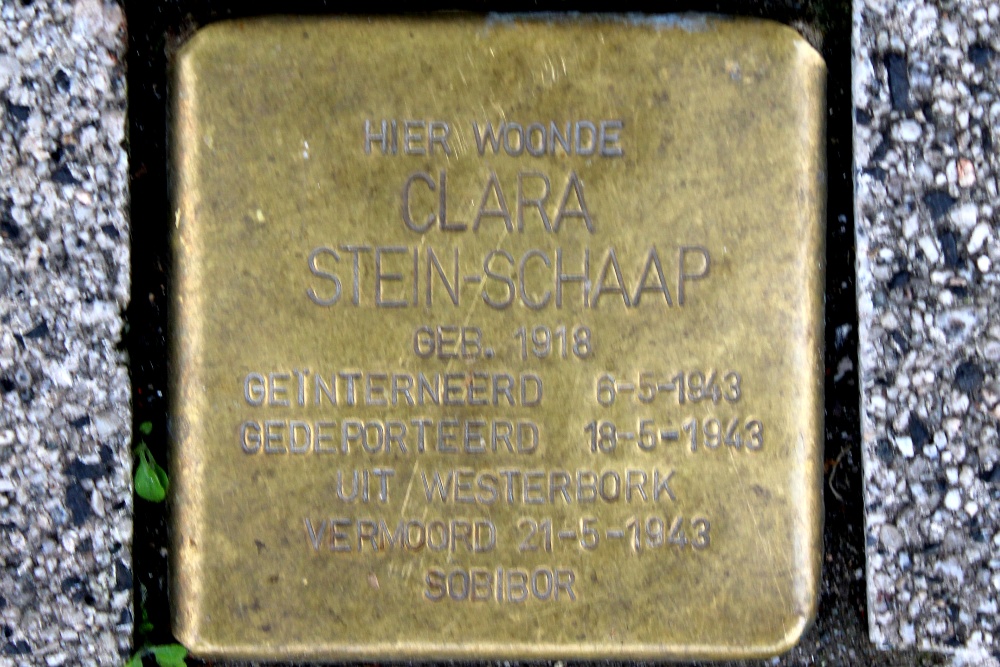 HIER WOONDE
CLARA
STEIN-SCHAAP
GEB. 1918
GEÏNTERNEERD 6-5-1943
GEDEPORTEERD 18-5-1943
UIT WESTERBORK
VERMOORD 21-5-1943
SOBIBOR